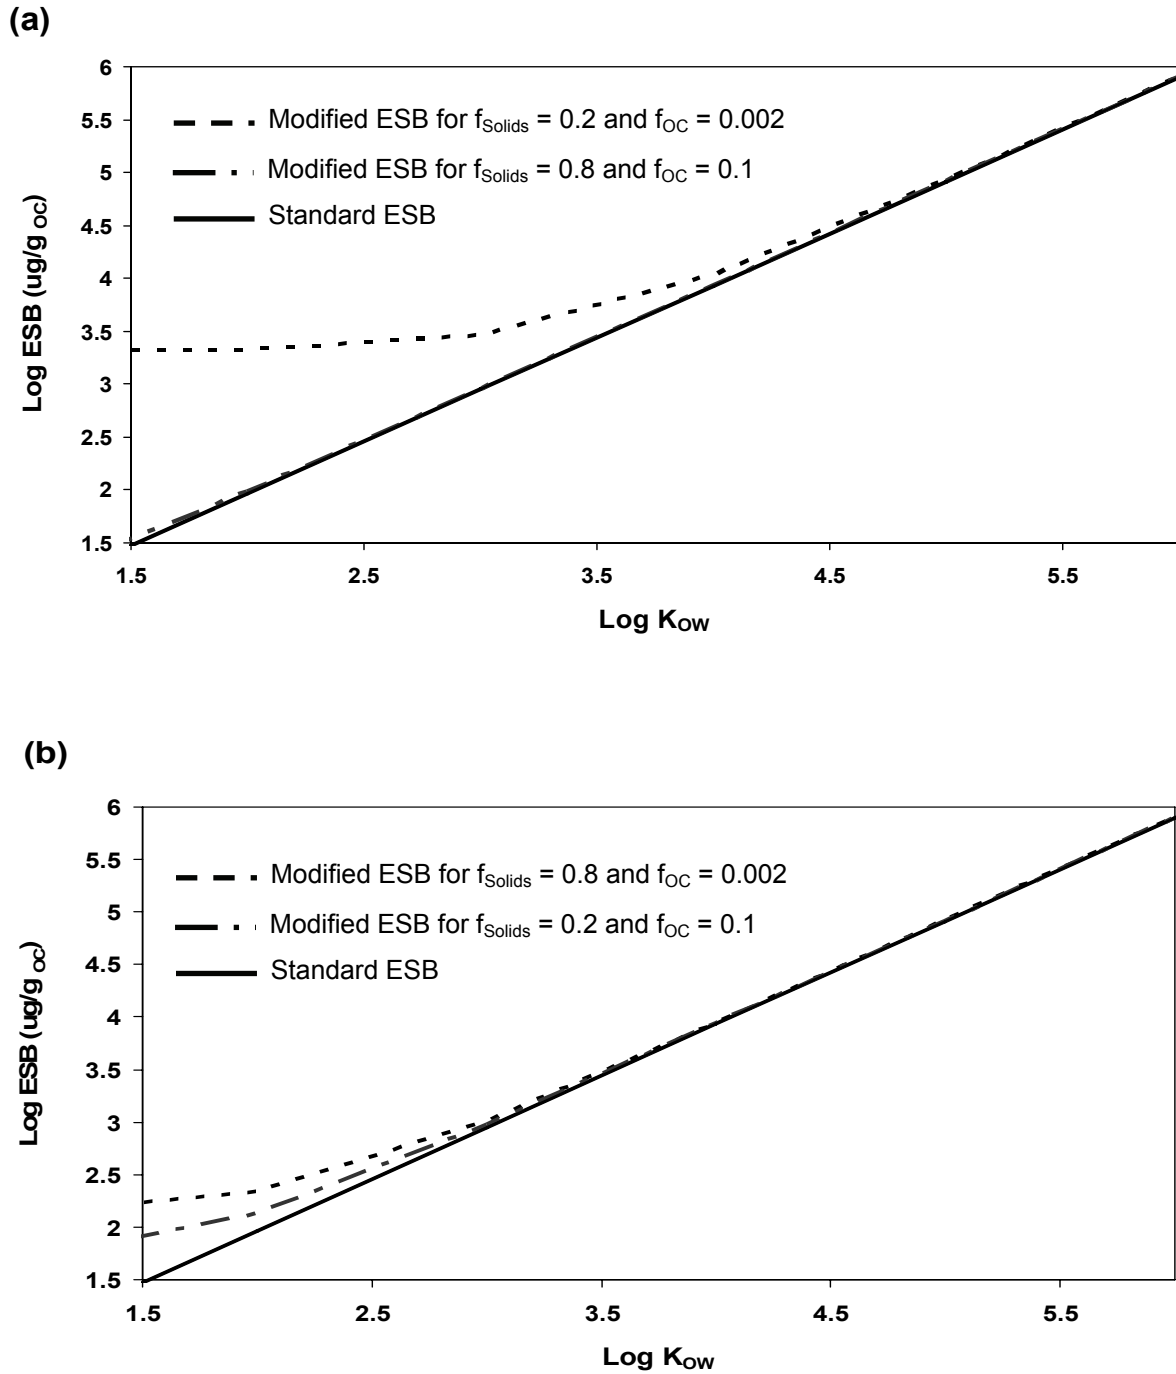 (a)
6
5.5
5
4.5
4
3.5
3
2.5
2
1.5
Log ESB (ug/g OC)
Modified ESB for fSolids = 0.2 and fOC = 0.002
Modified ESB for fSolids = 0.8 and fOC = 0.1
Standard ESB
1.5 2.5 3.5 4.5 5.5
Log KOW
(b)
6
5.5
5
4.5
4
3.5
3
2.5
2
1.5
Log ESB (ug/g OC)
Modified ESB for fSolids = 0.8 and fOC = 0.002
Modified ESB for fSolids = 0.2 and fOC = 0.1
Standard ESB
1.5 2.5 3.5 4.5 5.5
Log KOW